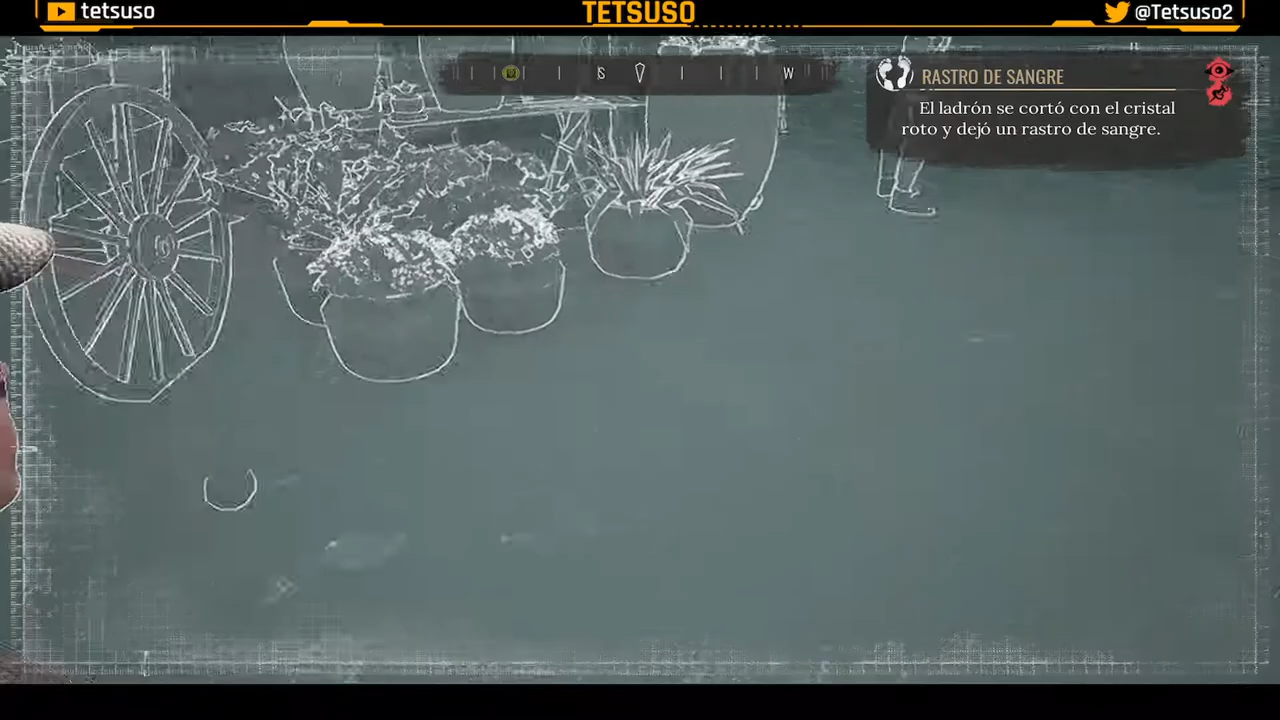 tetsuso
TETSUSO
@Tetsuso2
S
W
RASTRO DE SANGRE
El ladrón se cortó con el cristal
roto y dejó un rastro de sangre.